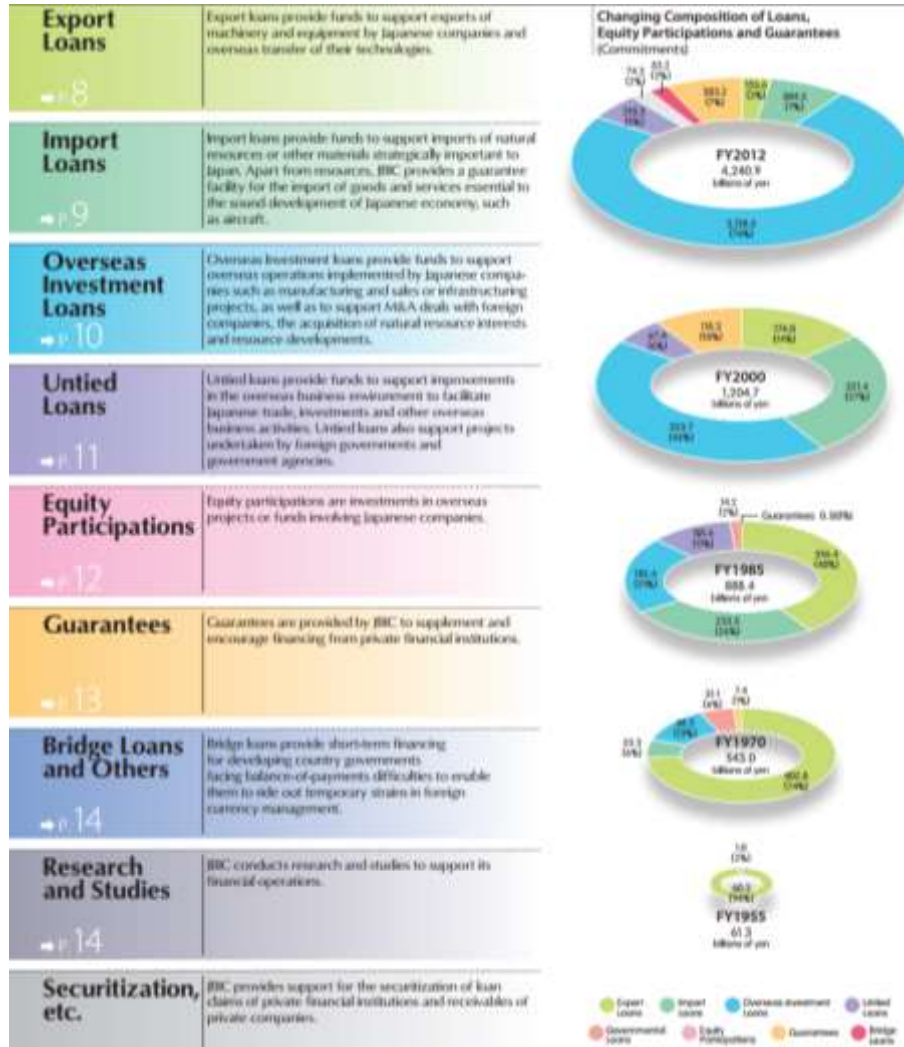 Export
Loans
P.8
Export loans provide funds to support exports of
machinery and equipment by Japanese companies and
overseas transfer of their technologies.
Import
Loans
P.9
Import loans provide funds to support imports of natural
resources or other materials strategically important to
Japan. Apart from resources, JBIC provides a guarantee
facility for the import of goods and services essential to
the sound development of Japanese economy, such
as aircraft.
Overseas
Investment
Loans
P.10
Overseas investment loans provide funds to support
overseas operations implemented by Japanese compa-
nies such as manufacturing and sales or infrastructuring
projects, as well as to support M&A deals with foreign
companies, the acquisition of natural resource interests
and resource developments.
Untied
Loans
P.11
Untied loans provide funds to support improvements
in the overseas business environment to facilitate
Japanese trade, investments and other overseas
business activities. Untied loans also support projects
undertaken by foreign governments and
government agencies.
Equity
Participations
P.12
Equity participations are investments in overseas
projects or funds involving Japanese companies.
Guarantees
P.13
Guarantees are provided by JBIC to supplement and
encourage financing from private financial institutions.
Bridge Loans
and Others
P.14
Bridge loans provide short-term financing
for developing country governments
facing balance-of-payments difficulties to enable
them to ride out temporary strains in foreign
currency management.
Research
and Studies
P.14
JBIC conducts research and studies to support its
financial operations.
Securitization,
etc.
JBIC provides support for the securitization of loan
claims of private financial institutions and receivables of
private companies.
Changing Composition of Loans,
Equity Participations and Guarantees
(Commitments)
FY2012
4,240.9
billions of yen
FY2000
1,204.7
billions of yen
FY1985
888.4
billions of yen
Guarantees
FY1970
543.0
billions of yen
FY1955
61.3
billions of yen
Export
Loans
Import
Loans
Overseas Investment
Loans
Untied
Loans
Governmental
Loans
Equity
Participations
Guarantees
Bridge
Loans